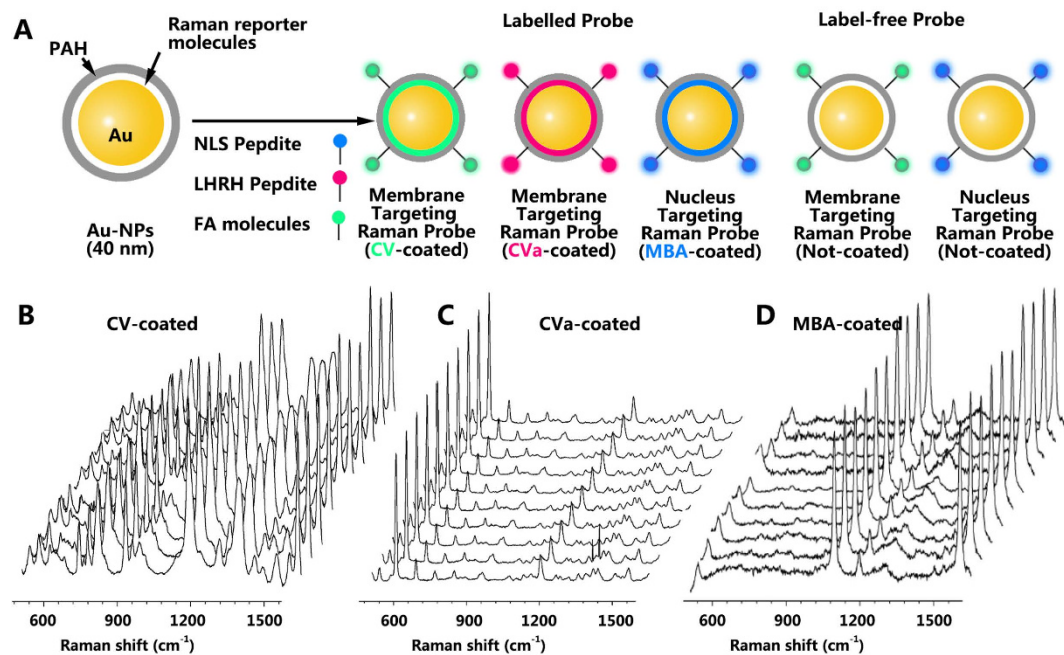 A
Labelled Probe
Label-free Probe
PAH
Raman reporter
molecules
Au
NLS Pepdite
LHRH Pepdite
FA molecules
Au-NPs
(40 nm)
Membrane
Targeting
Raman Probe
(CV-coated)
Membrane
Targeting
Raman Probe
(CVa-coated)
Nucleus
Targeting
Raman Probe
(MBA-coated)
Membrane
Targeting
Raman Probe
(Not-coated)
Nucleus
Targeting
Raman Probe
(Not-coated)
B
CV-coated
600 900 1200 1500
Raman shift (cm⁻¹)
C
CVa-coated
600 900 1200 1500
Raman shift (cm⁻¹)
D
MBA-coated
600 900 1200 1500
Raman shift (cm⁻¹)